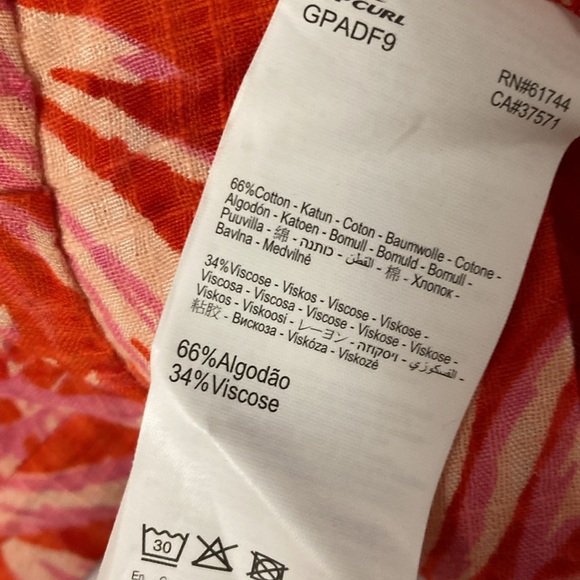 CURL
GPADF9
RN#61744
CA#37571
66%Cotton - Katun - Coton - Baumwolle - Cotone -
Algodón - Katoen - Bomull - Bomuld - Bomull -
Puuvilla - 綿 - כותנה - القطن - 棉 - Хлопок -
Bavlna - Medvilnė
34%Viscose - Viskos - Viscose - Viskose -
Viscosa - Viscosa - Viscose - Viskose - Viskose -
Viskos - Viskoosi - レーヨン - ויסקוזה - الفسكوزي -
粘胶 - Вискоза - Viskóza - Viskozė
66%Algodão
34%Viscose
30
En